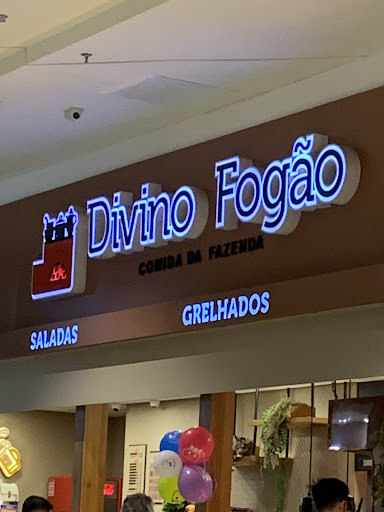 Divino Fogão
COMIDA DA FAZENDA
SALADAS
GRELHADOS